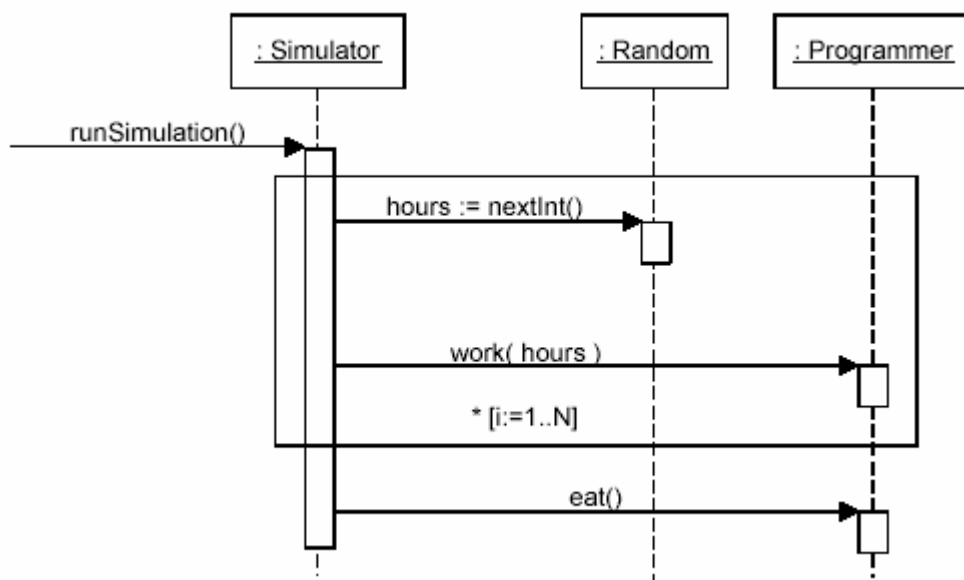 : Simulator
: Random
: Programmer
runSimulation()
hours := nextInt()
work( hours )
* [i:=1..N]
eat()